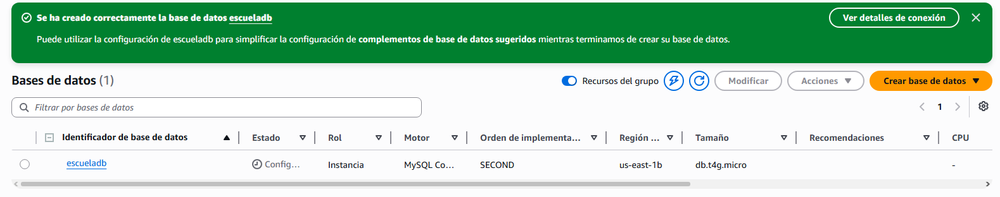 Se ha creado correctamente la base de datos escueladb
Ver detalles de conexión
Puede utilizar la configuración de escueladb para simplificar la configuración de complementos de base de datos sugeridos mientras terminamos de crear su base de datos.
Bases de datos (1)
Recursos del grupo
Modificar
Acciones
Crear base de datos
Filtrar por bases de datos
1
Identificador de base de datos Estado Rol Motor Orden de implementa... Región ... Tamaño Recomendaciones CPU
escueladb Config... Instancia MySQL Co... SECOND us-east-1b db.t4g.micro -